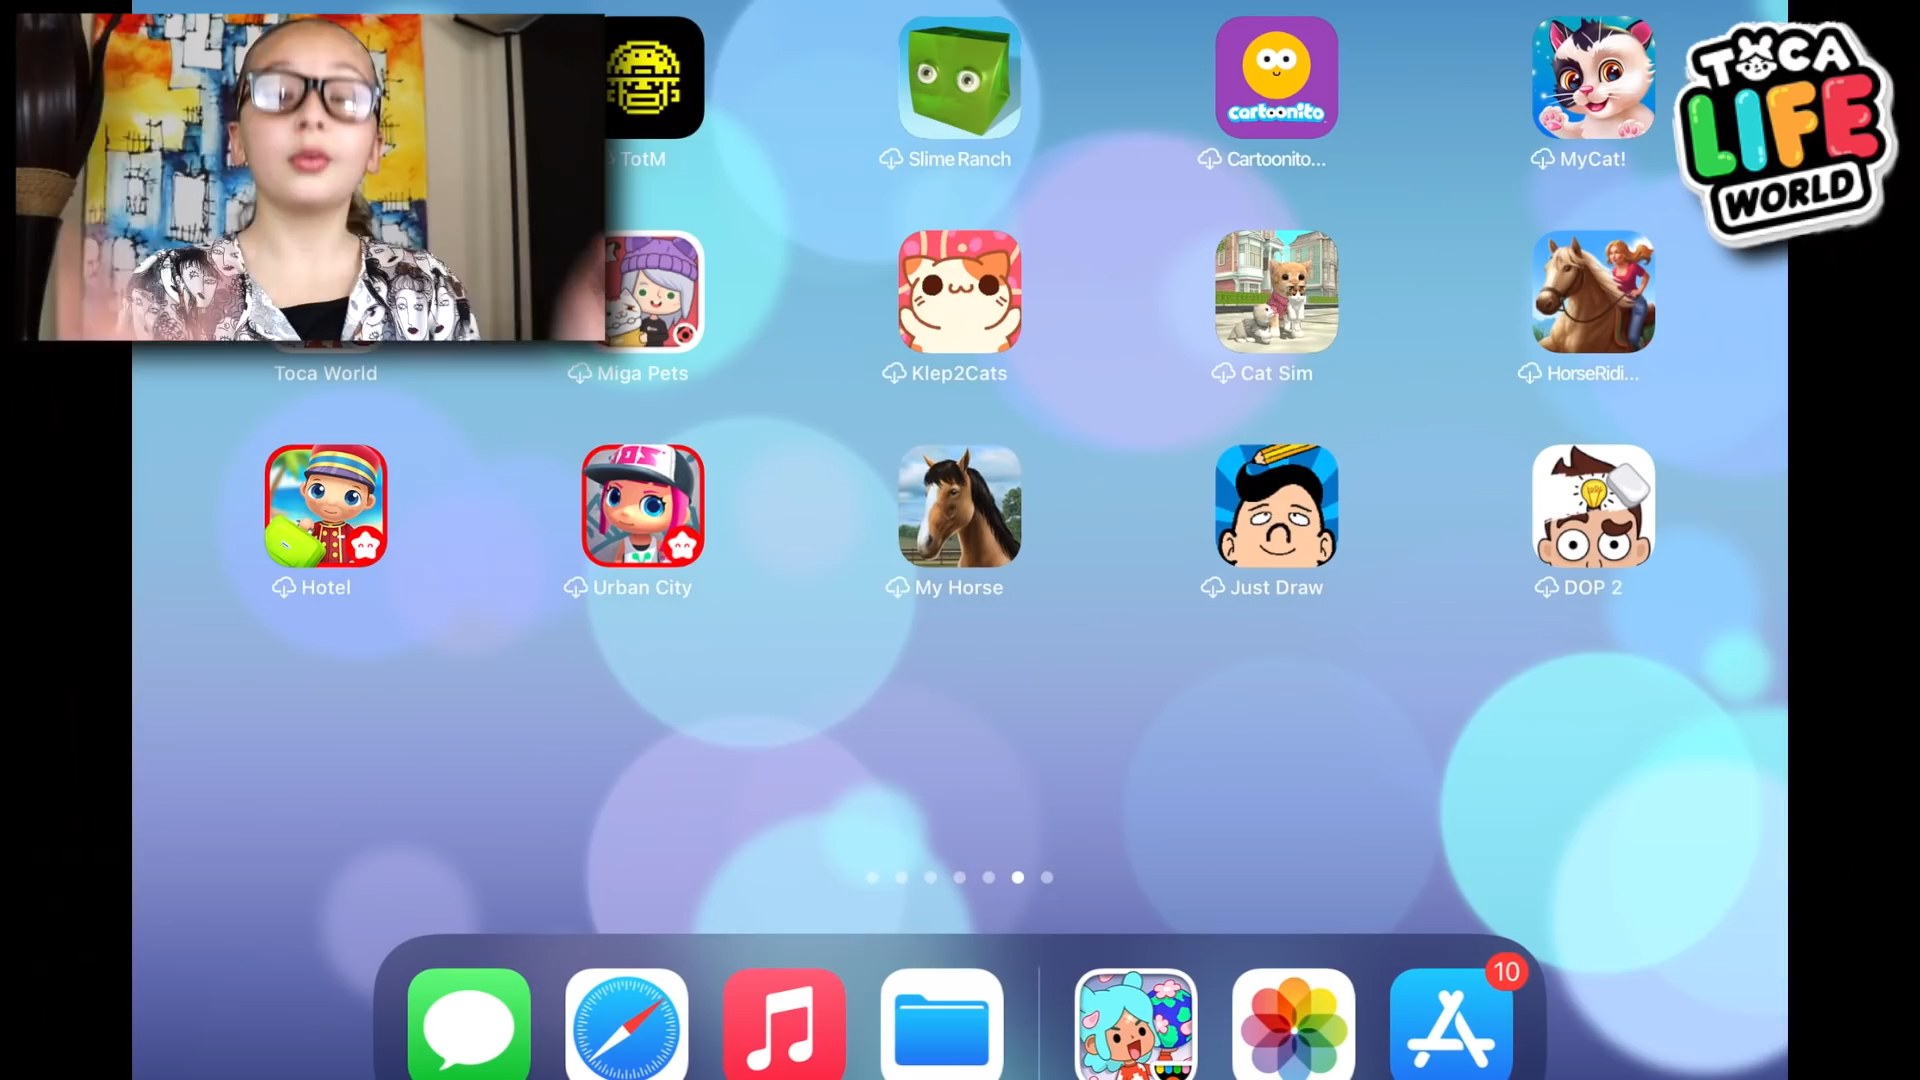 TOCA
LIFE
WORLD
cartoonito
TotM
Slime Ranch
Cartoonito...
MyCat!
Toca World
Miga Pets
Klep2Cats
Cat Sim
HorseRidi...
Hotel
Urban City
My Horse
Just Draw
DOP 2
10